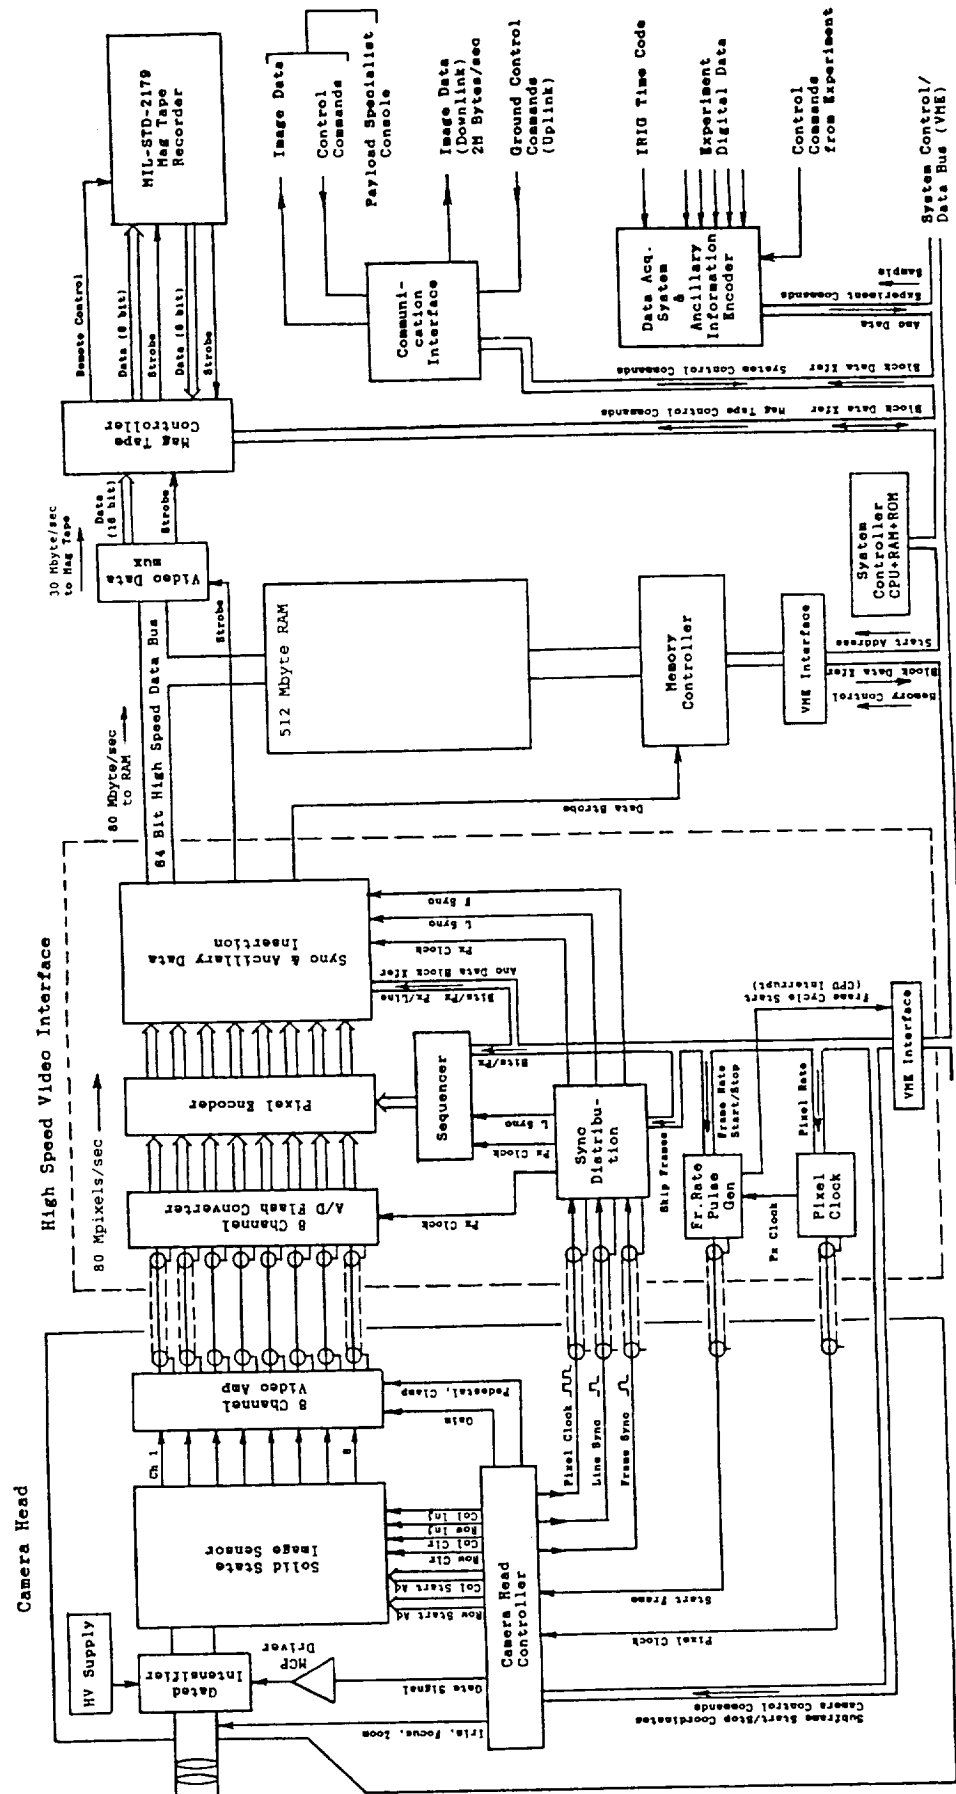 Camera Head
HV Supply
Gated
Intensifier
MCP
Driver
Solid State
Image Sensor
Ch 1
8
8 Channel
Video Amp
Iris, Focus, Zoom
Gate Signal
Row Start Ad
Col Start Ad
Row Clr
Col Clr
Row Inj
Col Inj
Gain
Pedestal, Clamp
Camera Head
Controller
Pixel Clock
Line Sync
Frame Sync
Start Frame
Pixel Clock
Subframe Start/Stop Coordinates
Camera Control Commands
High Speed Video Interface
80 Mpixels/sec
8 Channel
A/D Flash Converter
Pixel Encoder
Sync & Ancillary Data
Insertion
Px Clock
Sequencer
Px Clock
L Sync
Bits/Px
Bits/Px Px/Line
Anc Data Block Xfer
Px Clock
L Sync
F Sync
Sync
Distribu-
tion
Skip Frames
Fr.Rate
Pulse
Gen
Frame Rate
Start/Stop
Px Clock
Pixel
Clock
Pixel Rate
Frame Cycle Start
(CPU Interrupt)
VME Interface
80 Mbyte/sec
to RAM
64 Bit High Speed Data Bus
Data Strobe
Strobe
512 Mbyte RAM
Memory
Controller
VME Interface
Memory Control
Block Data Xfer
Start Address
System
Controller
CPU+RAM+ROM
30 Mbyte/sec
to Mag Tape
Video Data
mux
Data
(16 bit)
Strobe
Mag Tape
Controller
Remote Control
Data (8 bit)
Strobe
Data (8 bit)
Strobe
MIL-STD-2179
Mag Tape
Recorder
Block Data Xfer Mag Tape Control Commands
Block Data Xfer System Control Commands
Communi-
cation
Interface
Image Data
Control
Commands
Payload Specialist
Console
Image Data
(Downlink)
2M Bytes/sec
Ground Control
Commands
(Uplink)
Data Acq.
System
&
Ancillary
Information
Encoder
IRIG Time Code
Experiment
Digital Data
Control
Commands
from Experiment
Anc Data
Experiment Commands
Sample
System Control/
Data Bus (VME)